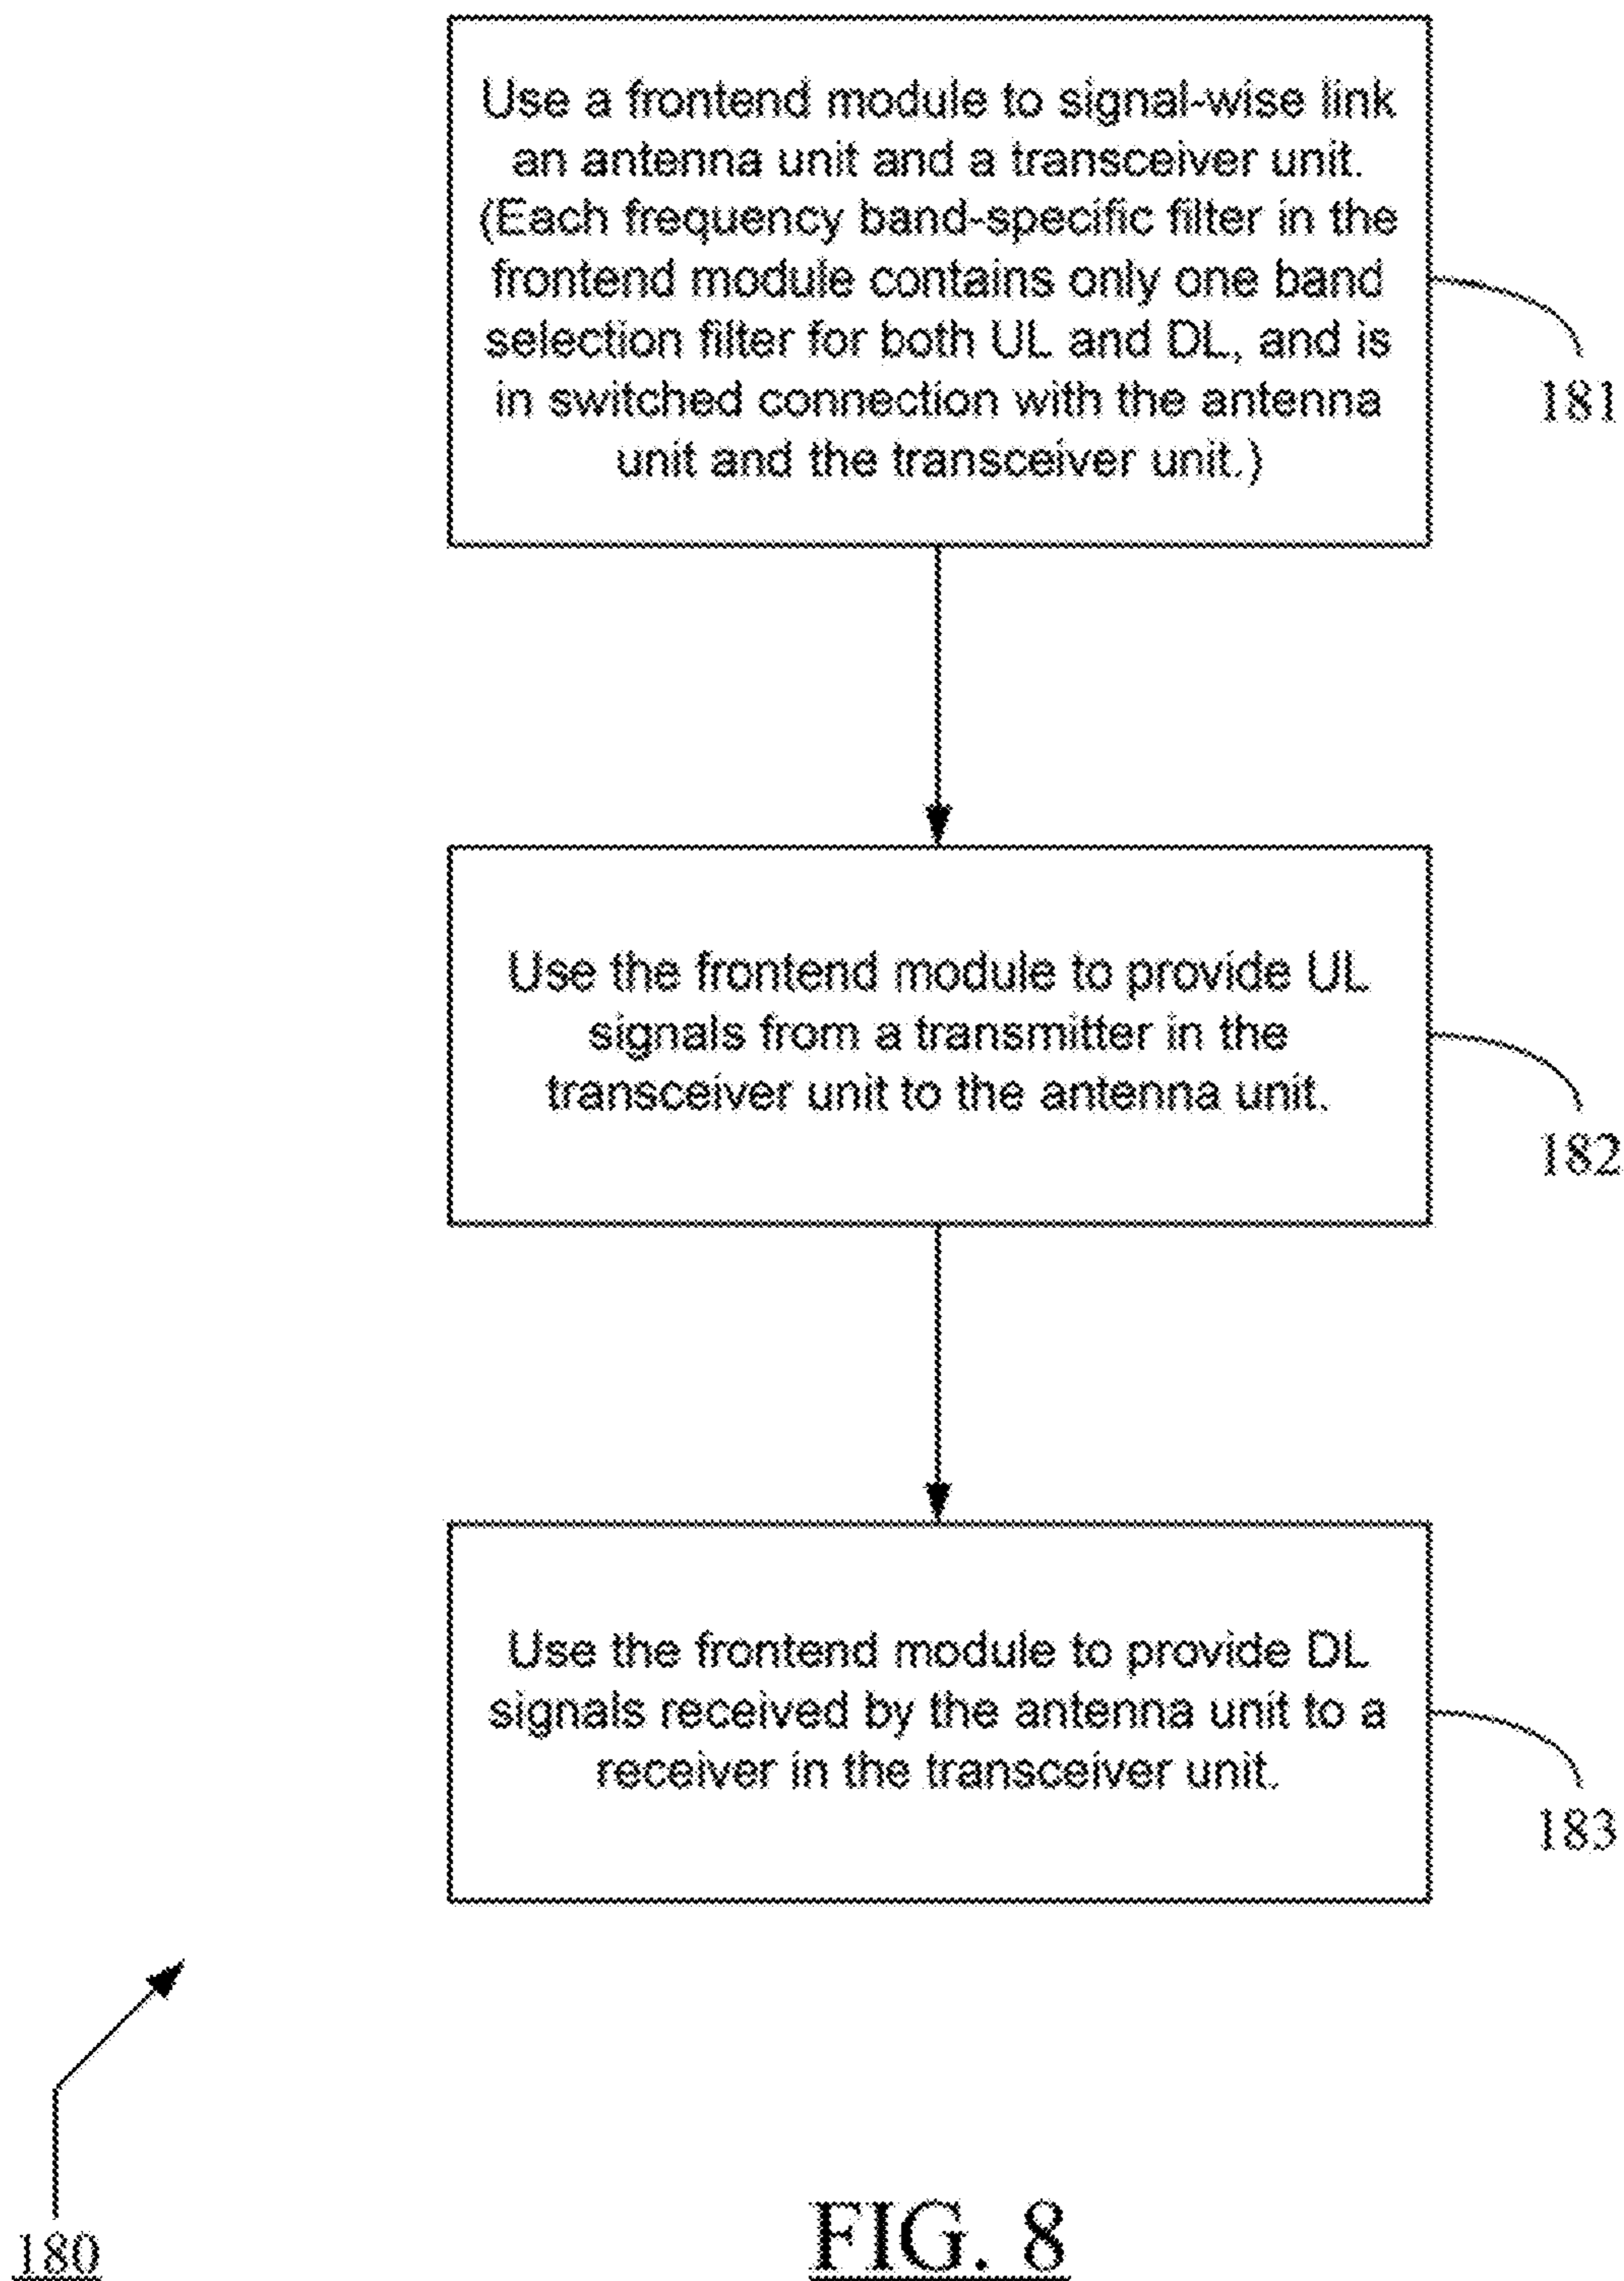 Use a frontend module to signal-wise link
an antenna unit and a transceiver unit.
(Each frequency band-specific filter in the
frontend module contains only one band
selection filter for both UL and DL, and is
in switched connection with the antenna
unit and the transceiver unit.)
181
Use the frontend module to provide UL
signals from a transmitter in the
transceiver unit to the antenna unit.
182
Use the frontend module to provide DL
signals received by the antenna unit to a
receiver in the transceiver unit.
183
180
FIG. 8